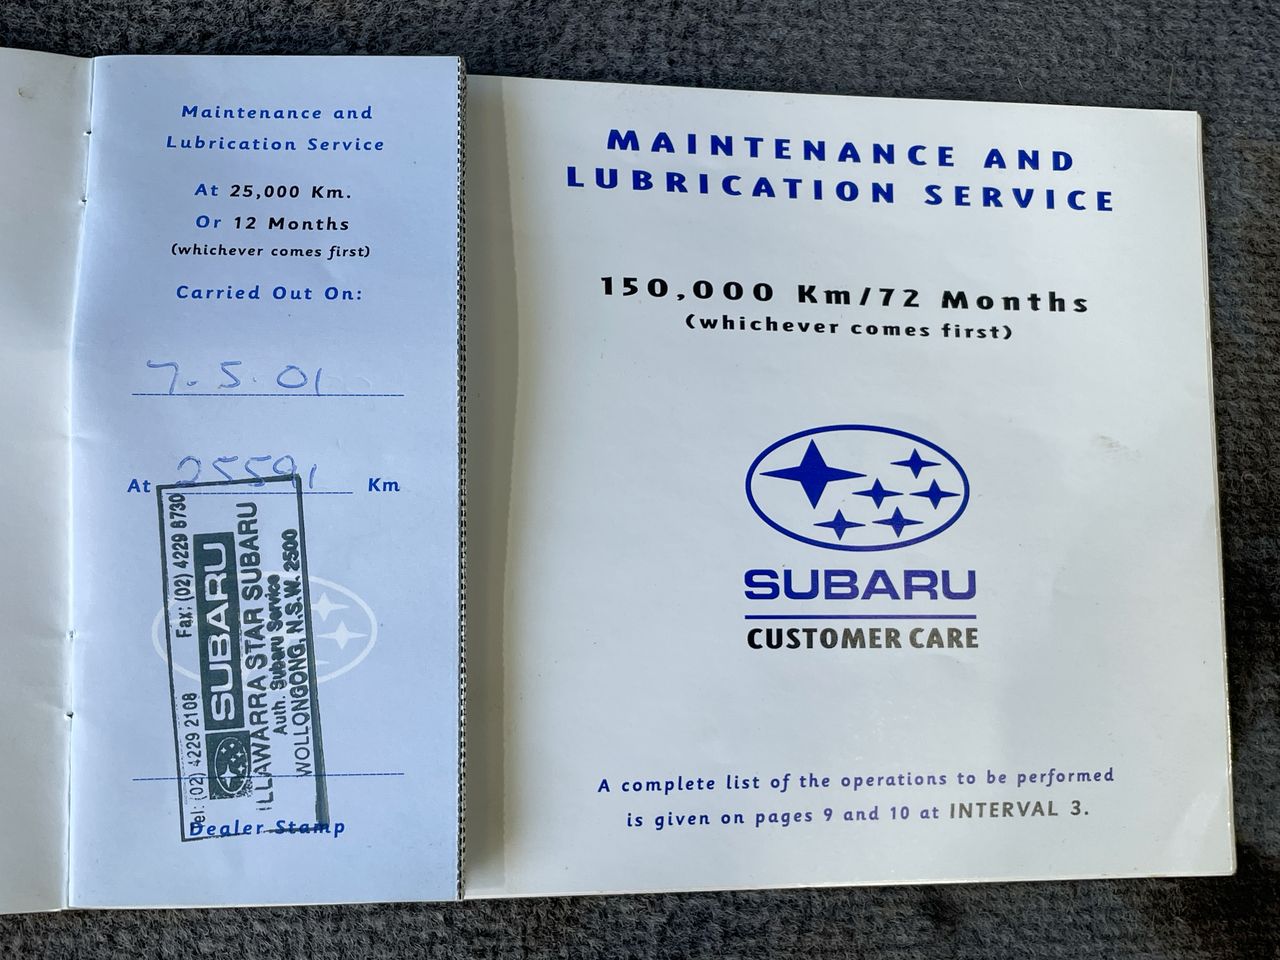 Maintenance and
Lubrication Service
At 25,000 Km.
Or 12 Months
(whichever comes first)
Carried Out On:
7.5.01
At 25591 Km
Tel: (02) 4229 2108 Fax: (02) 4229 8730
SUBARU
ILLAWARRA STAR SUBARU
Auth. Subaru Service
WOLLONGONG, N.S.W. 2500
Dealer Stamp
MAINTENANCE AND
LUBRICATION SERVICE
150,000 Km/72 Months
(whichever comes first)
SUBARU
CUSTOMER CARE
A complete list of the operations to be performed
is given on pages 9 and 10 at INTERVAL 3.